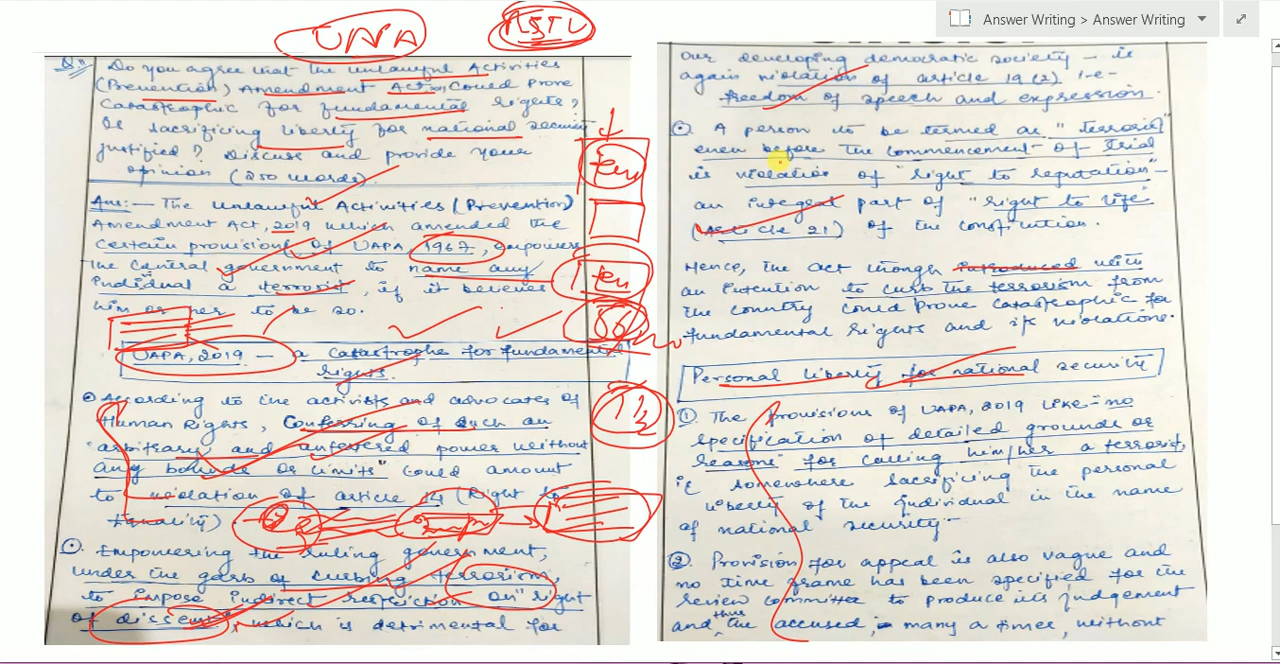 Answer Writing > Answer Writing
UAPA
RSTV
Q. Do you agree that the Unlawful Activities
(Prevention) Amendment Act, could Prove
Catastrophic for fundamental rights?
Is sacrificing liberty for national security
justified? Discuss and provide your
opinion (250 words).
Ans:- The Unlawful Activities (Prevention)
Amendment Act, 2019 which amended the
Certain provisions of UAPA, 1967, empowers
the Central government to name any
individual a terrorist, if it believes
him or her to be so.
UAPA, 2019 - a catastrophe for fundamental
rights.
According to the activists and advocates of
Human Rights, Conferring of such an
"arbitrary and unfettered power without
any bounds or limits" could amount
to violation of article 14 (Right to
Equality).
Empowering the ruling government,
under the garb of curbing terrorism,
to impose indirect restriction on "right
of dissent", which is detrimental for
our developing democratic society - is
again violation of article 19(2) i.e-
freedom of speech and expression.
A person to be termed as "terrorist"
even before the commencement of trial
is violation of "right to reputation"-
an integral part of "right to life"
(Article 21) of the constitution.
Hence, the act though introduced with
an intention to curb the terrorism from
the country could prove catastrophic for
fundamental rights and its violations.
Personal liberty for national security
① The provisions of UAPA, 2019 like - no
specification of detailed grounds or
reasons for calling him/her a terrorist,
is somewhere sacrificing the personal
liberty of the individual in the name
of national security.
②. Provision for appeal is also vague and
no time frame has been specified for the
review committee to produce its judgement
and thus the accused, many a times, without